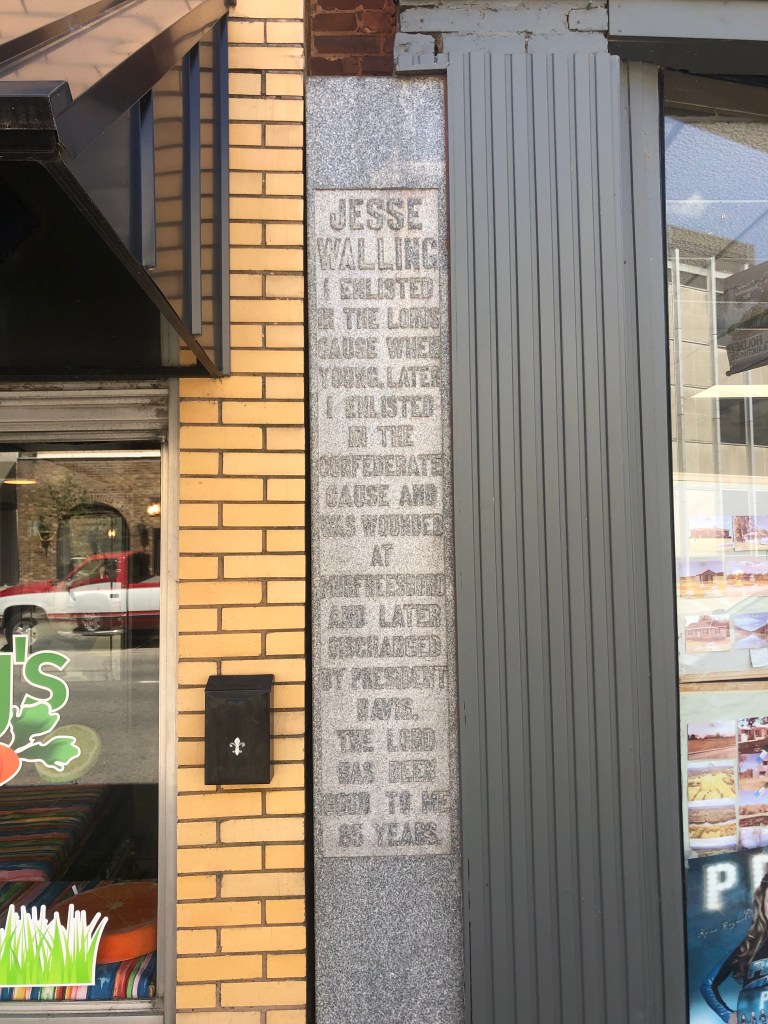 JESSE
WALLING
I ENLISTED
IN THE LORDS
CAUSE WHEN
YOUNG, LATER
I ENLISTED
IN THE
CONFEDERATE
CAUSE AND
WAS WOUNDED
AT
MURFREESBORO
AND LATER
DISCHARGED
BY PRESIDENT
DAVIS.
THE LORD
HAS BEEN
GOOD TO ME
85 YEARS
y's